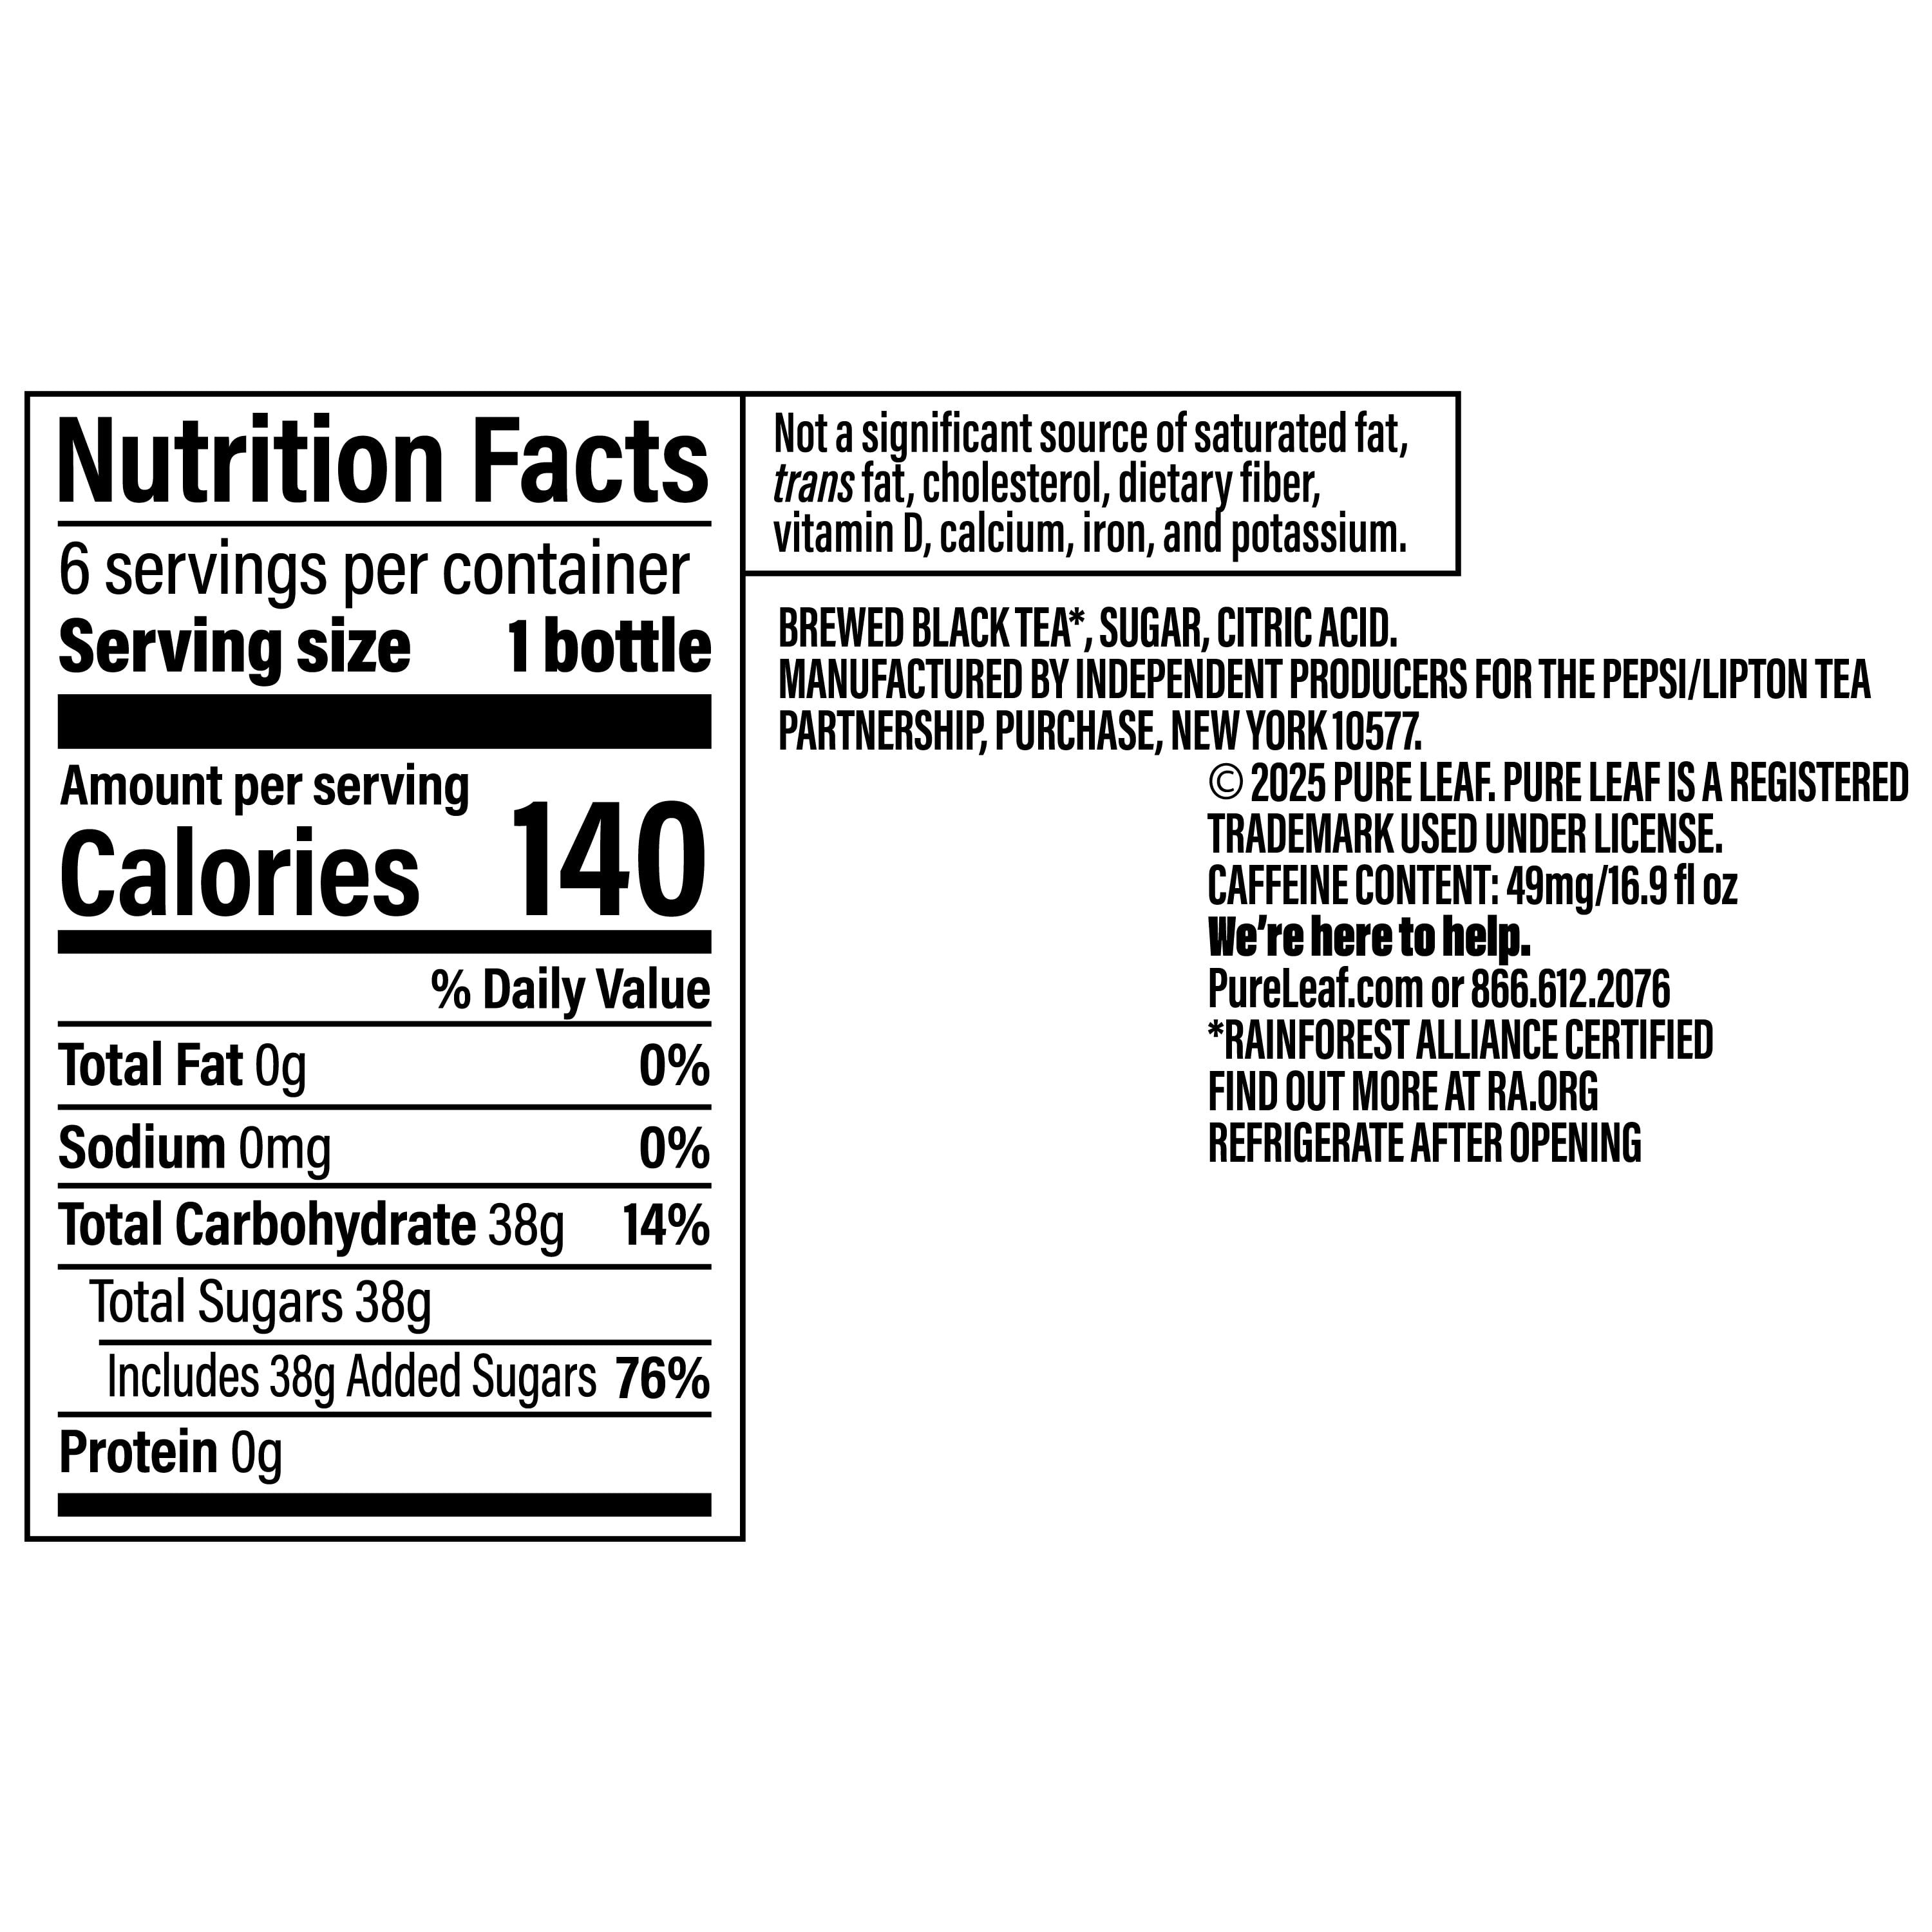 Nutrition Facts
6 servings per container
Serving size 1 bottle
Amount per serving
Calories 140
% Daily Value
Total Fat 0g 0%
Sodium 0mg 0%
Total Carbohydrate 38g 14%
Total Sugars 38g
Includes 38g Added Sugars 76%
Protein 0g
Not a significant source of saturated fat,
trans fat, cholesterol, dietary fiber,
vitamin D, calcium, iron, and potassium.
BREWED BLACK TEA*, SUGAR, CITRIC ACID.
MANUFACTURED BY INDEPENDENT PRODUCERS FOR THE PEPSI/LIPTON TEA
PARTNERSHIP, PURCHASE, NEW YORK 10577.
© 2025 PURE LEAF. PURE LEAF IS A REGISTERED
TRADEMARK USED UNDER LICENSE.
CAFFEINE CONTENT: 49mg/16.9 fl oz
We're here to help.
PureLeaf.com or 866.612.2076
*RAINFOREST ALLIANCE CERTIFIED
FIND OUT MORE AT RA.ORG
REFRIGERATE AFTER OPENING